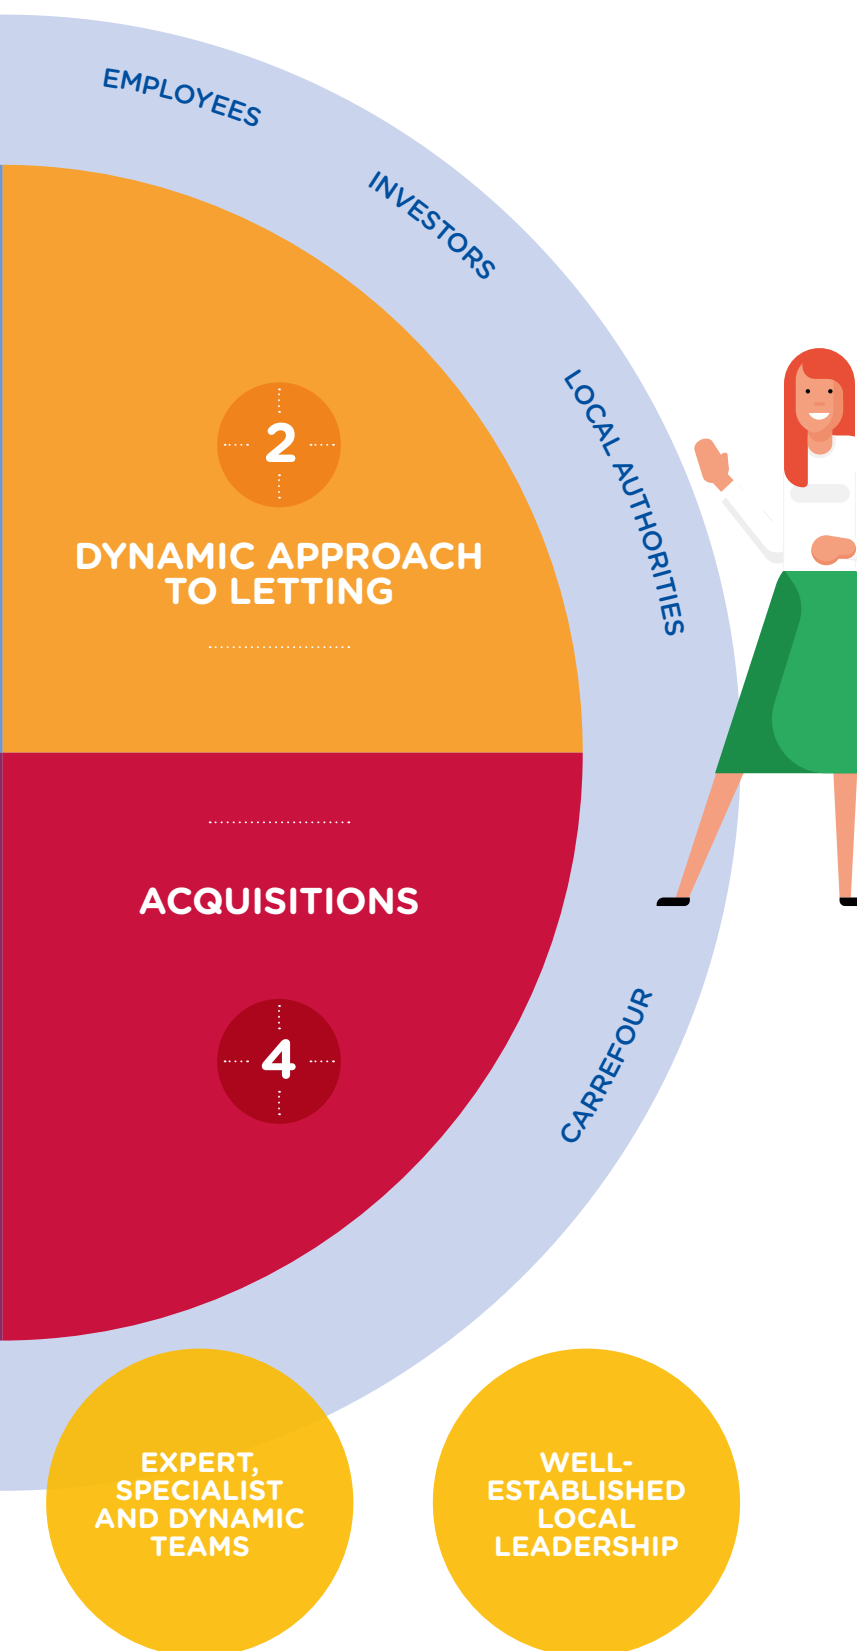 EMPLOYEES
INVESTORS
LOCAL AUTHORITIES
2
DYNAMIC APPROACH
TO LETTING
ACQUISITIONS
4
CARREFOUR
EXPERT,
SPECIALIST
AND DYNAMIC
TEAMS
WELL-
ESTABLISHED
LOCAL
LEADERSHIP